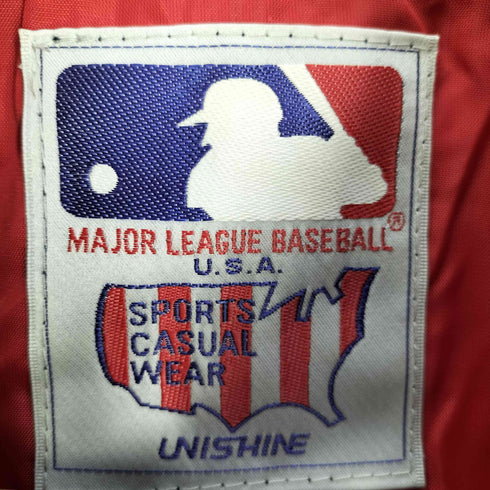 MAJOR LEAGUE BASEBALL®
U.S.A.
SPORTS
CASUAL
WEAR
UNISHINE